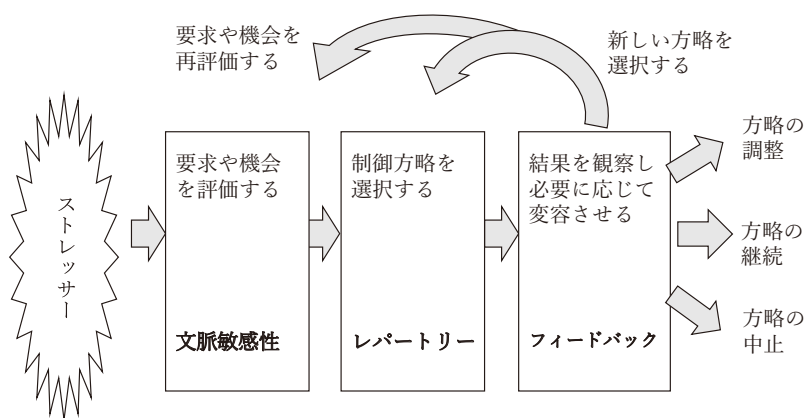 要求や機会を
再評価する
新しい方略を
選択する
ストレッサー
要求や機会
を評価する
文脈敏感性
制御方略を
選択する
レパートリー
結果を観察し
必要に応じて
変容させる
フィードバック
方略の
調整
方略の
継続
方略の
中止